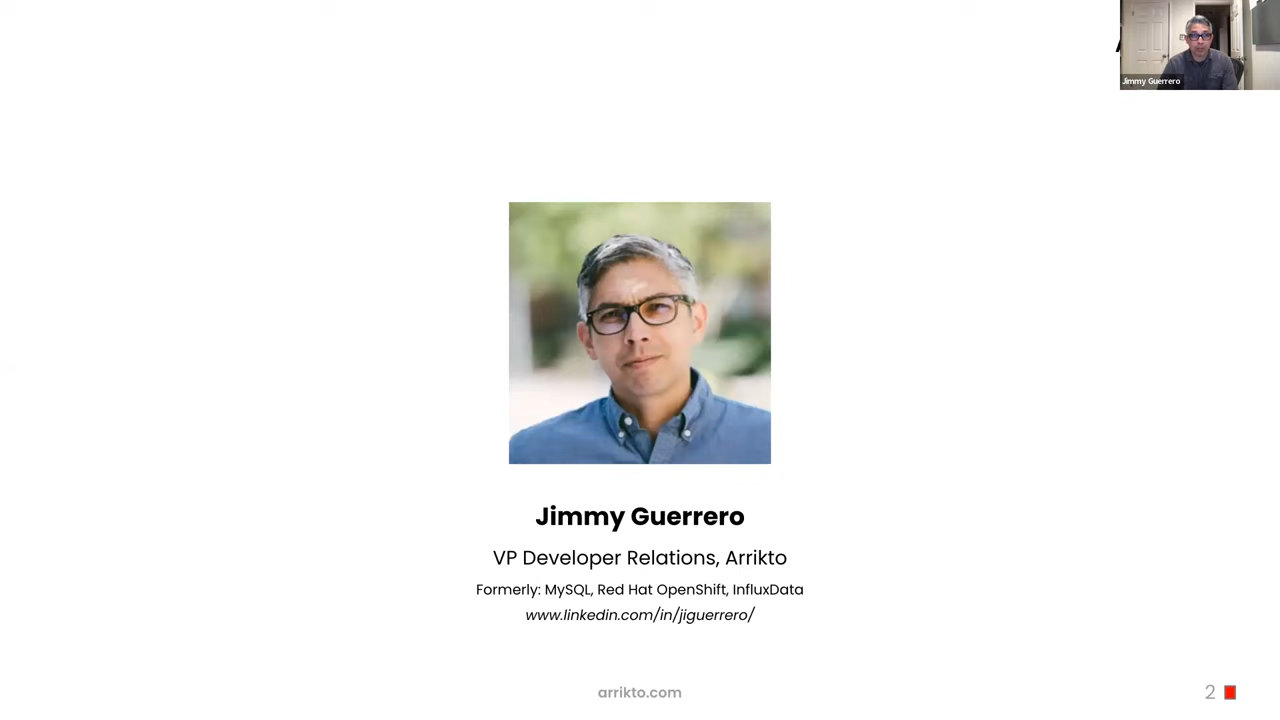 Jimmy Guerrero
Jimmy Guerrero
VP Developer Relations, Arrikto
Formerly: MySQL, Red Hat OpenShift, InfluxData
www.linkedin.com/in/jiguerrero/
arrikto.com
2